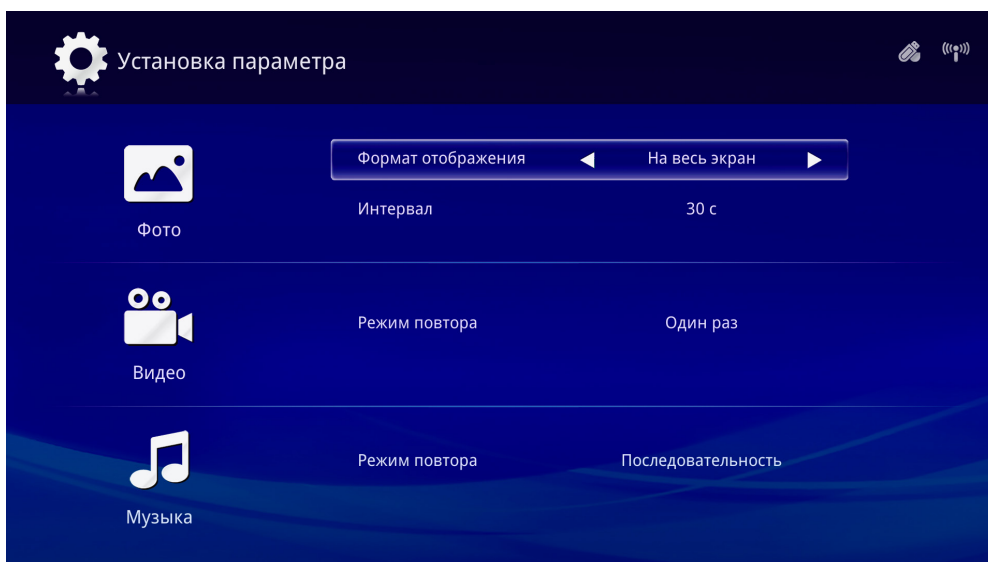 Установка параметра
Формат отображения На весь экран
Интервал 30 с
Фото
Режим повтора Один раз
Видео
Режим повтора Последовательность
Музыка